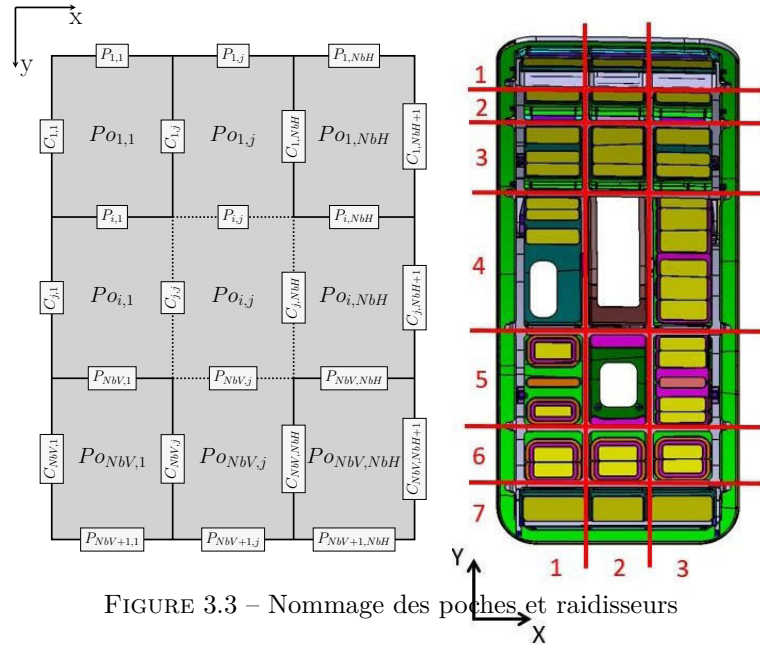 x
y
P1,1 P1,j P1,NbH
C1,1 Po1,1 C1,j Po1,j C1,NbH Po1,NbH C1,NbH+1
Pi,1 Pi,j Pi,NbH
Cj,1 Poi,1 Cj,j Poi,j Cj,NbH Poi,NbH Cj,NbH+1
PNbV,1 PNbV,j PNbV,NbH
CNbV,1 PoNbV,1 CNbV,j PoNbV,j CNbV,NbH PoNbV,NbH CNbV,NbH+1
PNbV+1,1 PNbV+1,j PNbV+1,NbH
1
2
3
4
5
6
7
1 2 3
Y
X
FIGURE 3.3 – Nommage des poches et raidisseurs